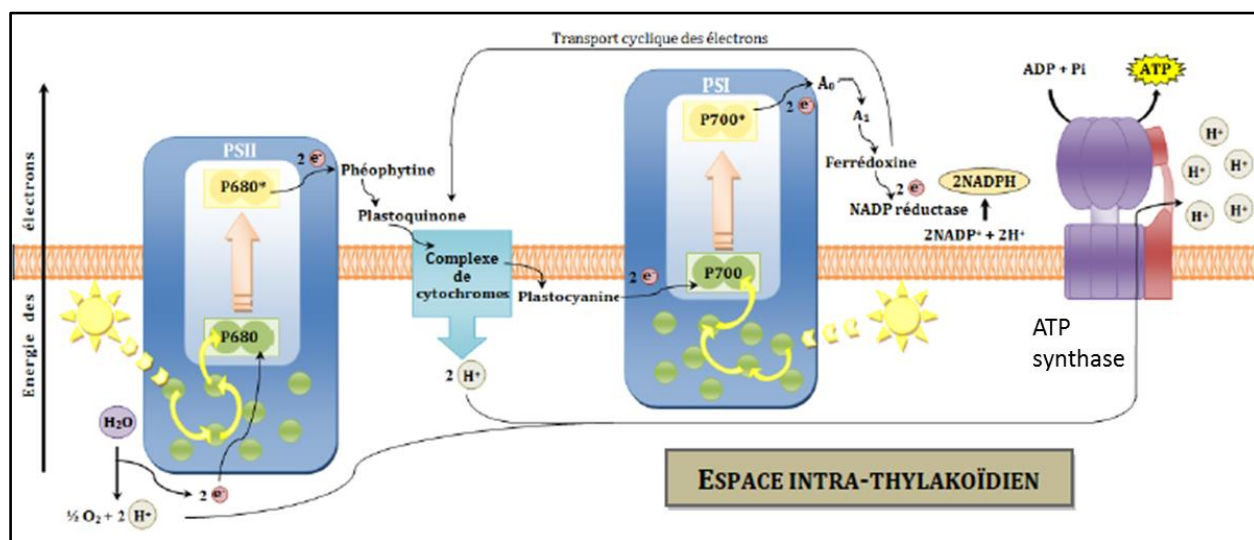 Transport cyclique des électrons
Energie des électrons
PSII
P680*
P680
2 e-
Phéophytine
Plastoquinone
Complexe
de
cytochromes
Plastocyanine
2 H+
H₂O
2 e-
½ O₂ + 2 H+
PSI
P700*
P700
2 e-
2 e-
A₀
A₁
Ferrédoxine
2 e-
NADP réductase
2NADPH
2NADP+ + 2H+
ADP + Pi
ATP
H+
H+
H+
H+
H+
ATP
synthase
ESPACE INTRA-THYLAKOÏDIEN